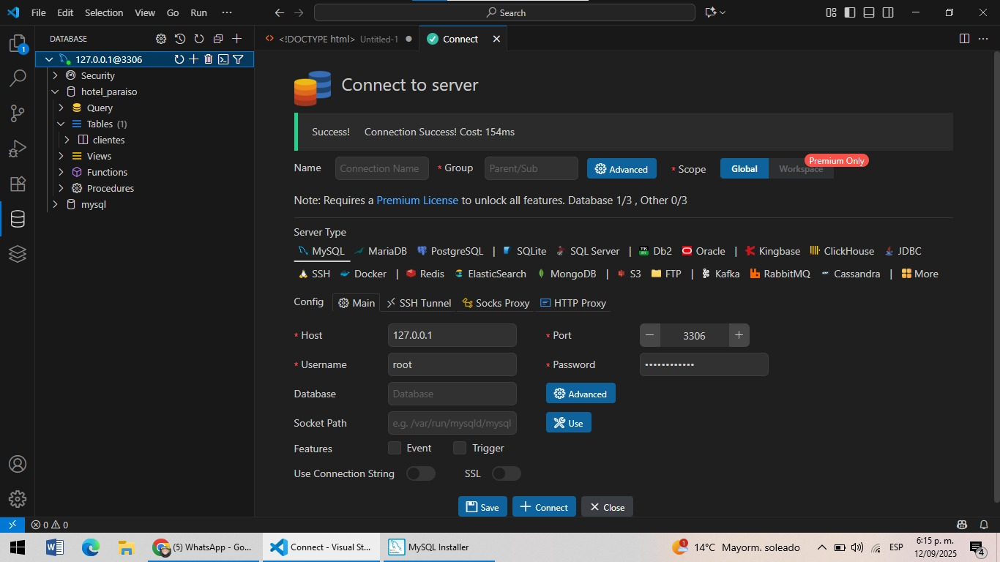 File Edit Selection View Go Run ···
Search
DATABASE
127.0.0.1@3306
Security
hotel_paraiso
Query
Tables (1)
clientes
Views
Functions
Procedures
mysql
1
<!DOCTYPE html> Untitled-1
Connect
Connect to server
Success! Connection Success! Cost: 154ms
Name Connection Name * Group Parent/Sub Advanced * Scope Global Workspace
Premium Only
Note: Requires a Premium License to unlock all features. Database 1/3 , Other 0/3
Server Type
MySQL MariaDB PostgreSQL | SQLite SQL Server | Db2 Oracle | Kingbase ClickHouse JDBC
SSH Docker | Redis ElasticSearch MongoDB | S3 FTP | Kafka RabbitMQ Cassandra | More
Config Main SSH Tunnel Socks Proxy HTTP Proxy
* Host 127.0.0.1 * Port 3306
* Username root * Password ••••••••••••
Database Database Advanced
Socket Path e.g. /var/run/mysqld/mysql Use
Features Event Trigger
Use Connection String SSL
Save Connect Close
0 0
(5) WhatsApp - Go...
Connect - Visual St...
MySQL Installer
1
14°C Mayorm. soleado
ESP
6:15 p. m.
12/09/2025
4